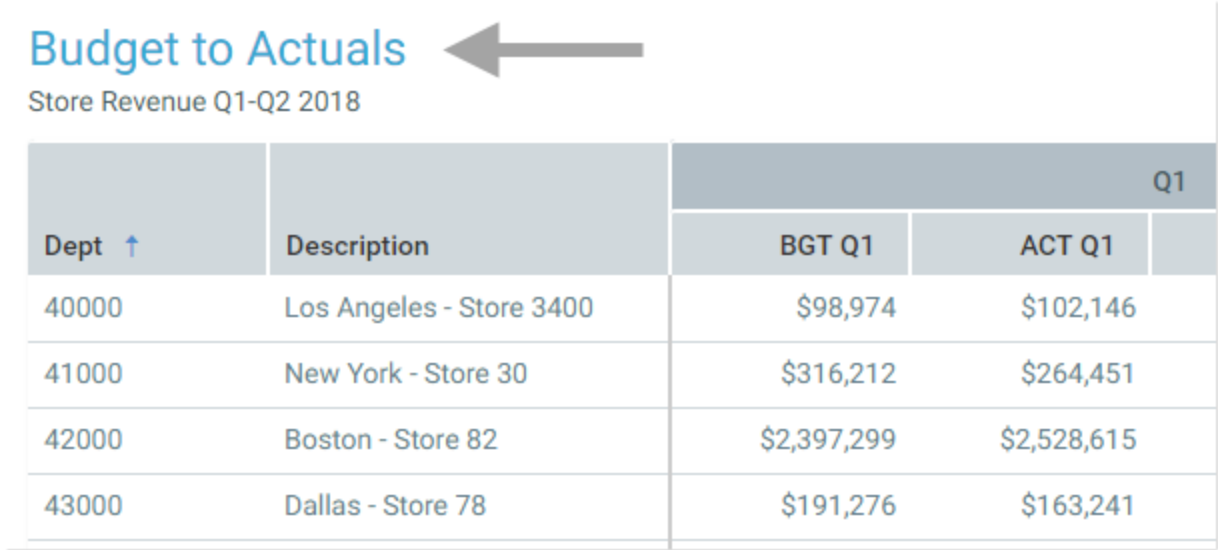 Budget to Actuals
Store Revenue Q1-Q2 2018
Q1
Dept ↑ Description BGT Q1 ACT Q1
40000 Los Angeles - Store 3400 $98,974 $102,146
41000 New York - Store 30 $316,212 $264,451
42000 Boston - Store 82 $2,397,299 $2,528,615
43000 Dallas - Store 78 $191,276 $163,241